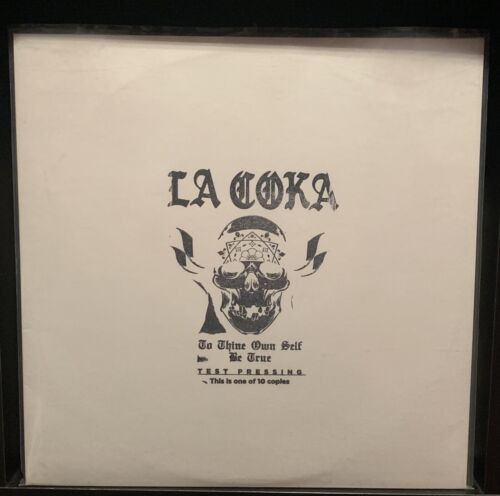 LA COKA
To Thine Own Self
Be True
TEST PRESSING
This is one of 10 copies